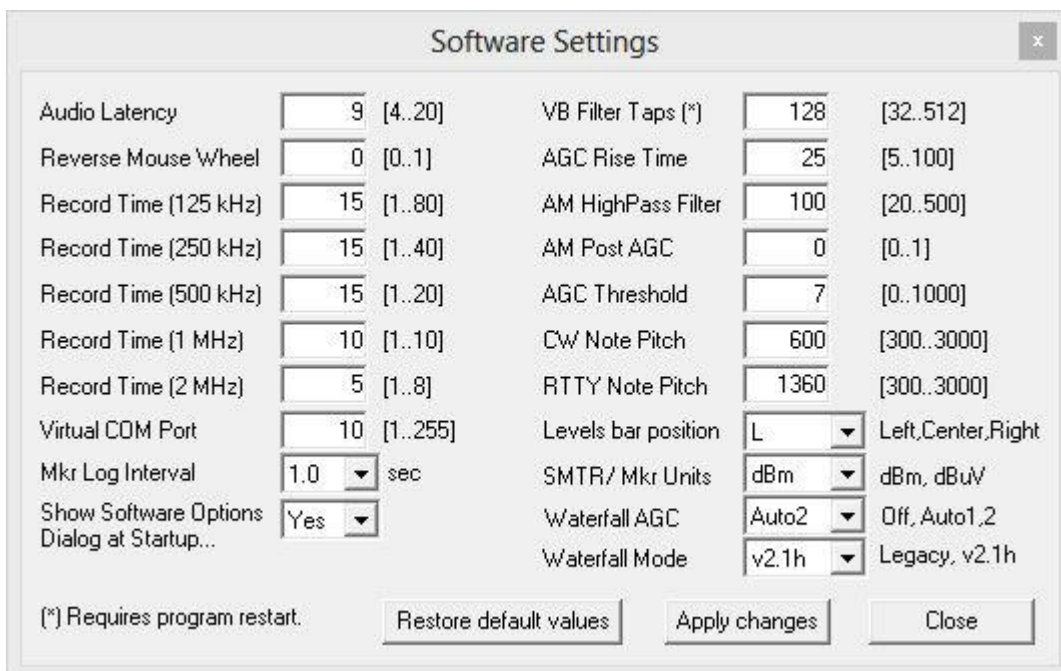 Software Settings
x
Audio Latency 9 [4..20]
Reverse Mouse Wheel 0 [0..1]
Record Time (125 kHz) 15 [1..80]
Record Time (250 kHz) 15 [1..40]
Record Time (500 kHz) 15 [1..20]
Record Time (1 MHz) 10 [1..10]
Record Time (2 MHz) 5 [1..8]
Virtual COM Port 10 [1..255]
Mkr Log Interval 1.0 sec
Show Software Options
Dialog at Startup... Yes
VB Filter Taps (*) 128 [32..512]
AGC Rise Time 25 [5..100]
AM HighPass Filter 100 [20..500]
AM Post AGC 0 [0..1]
AGC Threshold 7 [0..1000]
CW Note Pitch 600 [300..3000]
RTTY Note Pitch 1360 [300..3000]
Levels bar position L Left,Center,Right
SMTR/ Mkr Units dBm dBm, dBuV
Waterfall AGC Auto2 Off, Auto1,2
Waterfall Mode v2.1h Legacy, v2.1h
(*) Requires program restart.
Restore default values
Apply changes
Close